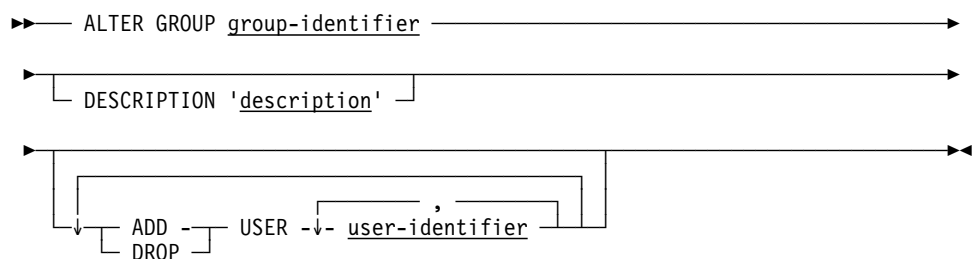 ALTER GROUP group-identifier
DESCRIPTION 'description'
,
ADD USER user-identifier
DROP